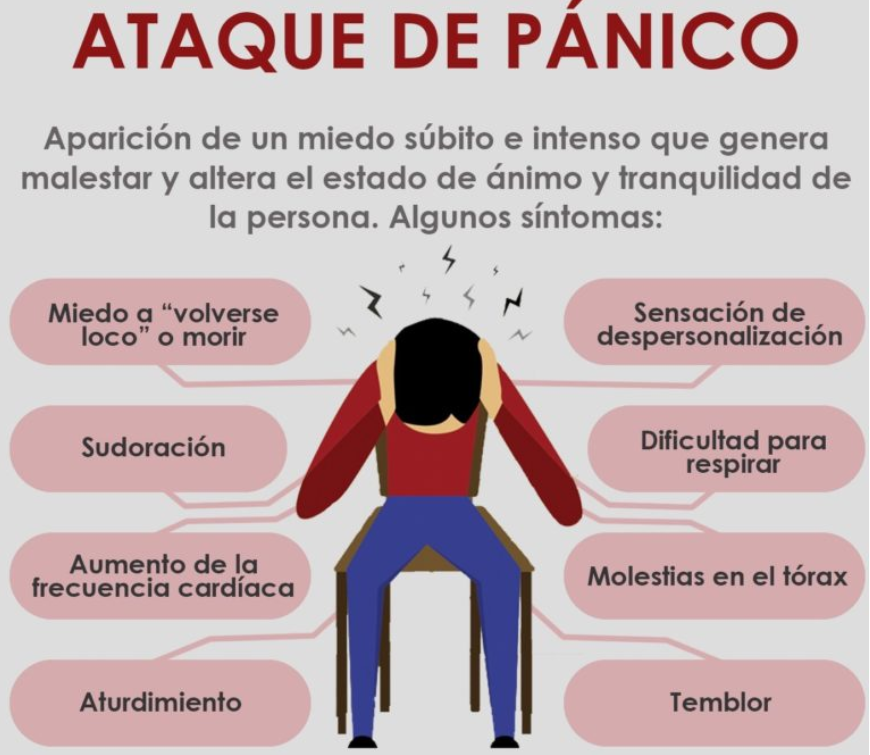 ATAQUE DE PÁNICO
Aparición de un miedo súbito e intenso que genera
malestar y altera el estado de ánimo y tranquilidad de
la persona. Algunos síntomas:
Miedo a “volverse
loco” o morir
Sensación de
despersonalización
Sudoración
Dificultad para
respirar
Aumento de la
frecuencia cardíaca
Molestias en el tórax
Aturdimiento
Temblor